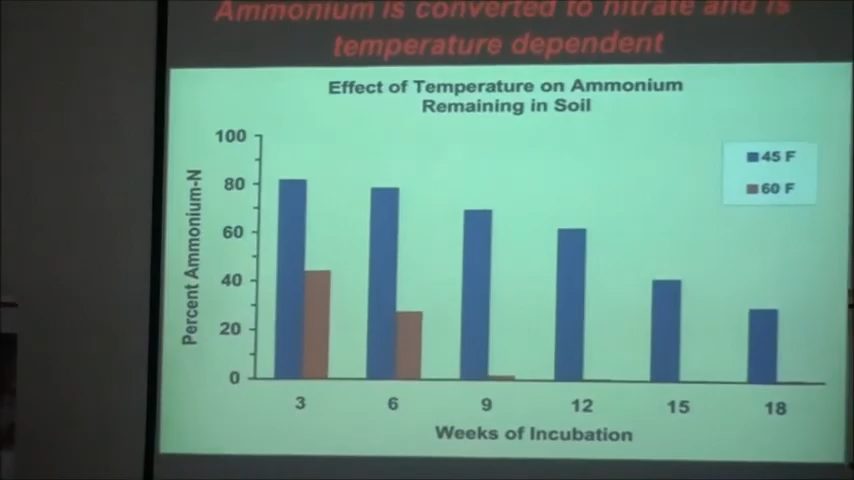 Ammonium is converted to nitrate and is
temperature dependent
Effect of Temperature on Ammonium
Remaining in Soil
100
80
60
40
20
0
Percent Ammonium-N
45 F
60 F
3 6 9 12 15 18
Weeks of Incubation